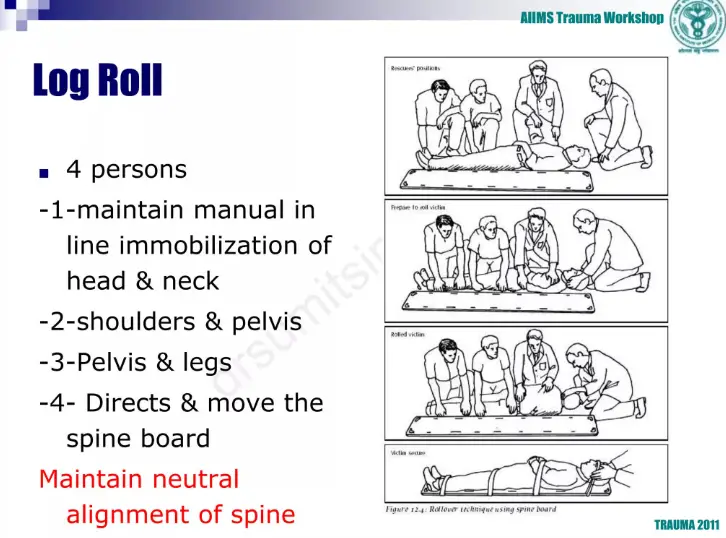 AIIMS Trauma Workshop
Log Roll
4 persons
-1-maintain manual in
line immobilization of
head & neck
-2-shoulders & pelvis
-3-Pelvis & legs
-4- Directs & move the
spine board
Maintain neutral
alignment of spine
Rescuers' positions
Prepare to roll victim
Rolled victim
Victim secure
Figure 12.4: Rollover technique using spine board
TRAUMA 2011